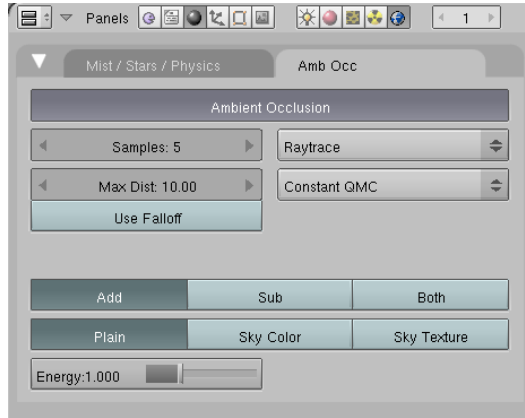 Panels 1
Mist / Stars / Physics Amb Occ
Ambient Occlusion
Samples: 5 Raytrace
Max Dist: 10.00 Constant QMC
Use Falloff
Add Sub Both
Plain Sky Color Sky Texture
Energy:1.000